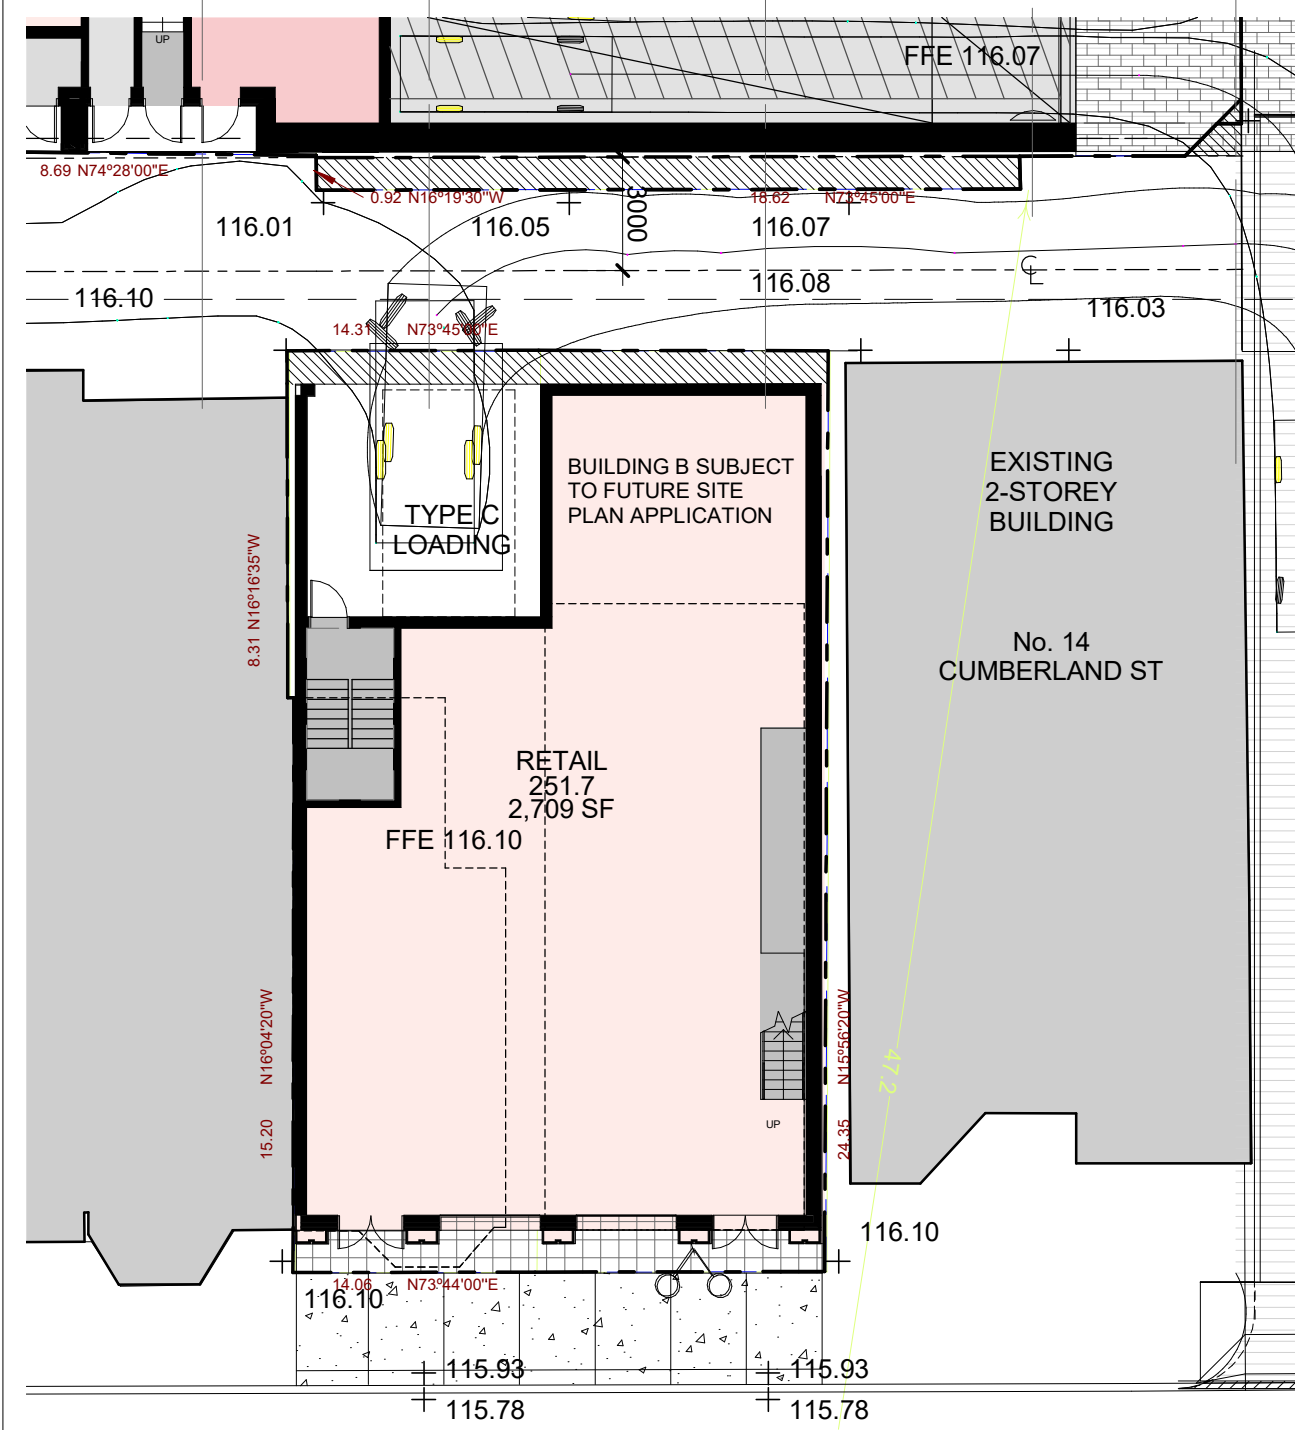 UP
FFE 116.07
8.69 N74°28'00"E
0.92 N16°19'30"W
18.62 N73°45'00"E
116.01
116.05
3000
116.07
116.10
116.08
℄
116.03
14.31 N73°45'00"E
BUILDING B SUBJECT
TO FUTURE SITE
PLAN APPLICATION
EXISTING
2-STOREY
BUILDING
TYPE C
LOADING
8.31 N16°16'35"W
No. 14
CUMBERLAND ST
RETAIL
251.7
2,709 SF
FFE 116.10
15.20 N16°04'20"W
24.35 N15°56'20"W
47.2
UP
116.10
14.06 N73°44'00"E
116.10
115.93
115.93
115.78
115.78